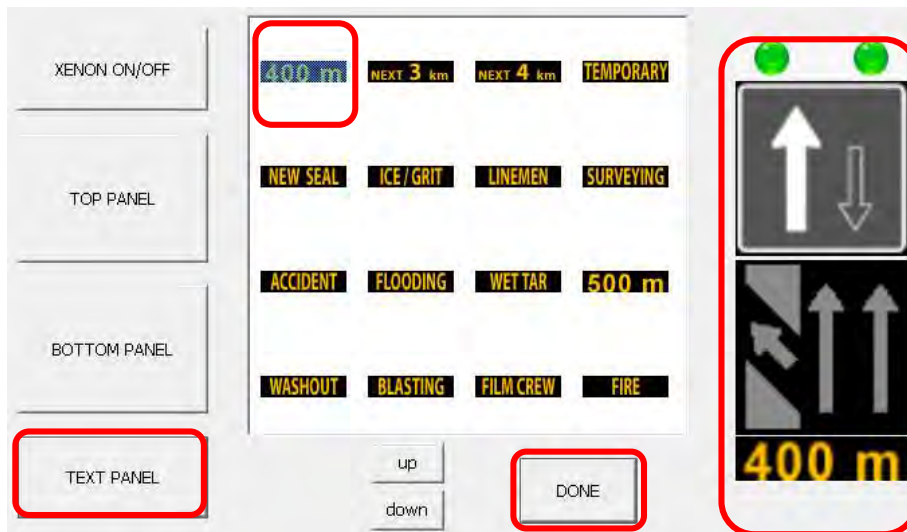 XENON ON/OFF
TOP PANEL
BOTTOM PANEL
TEXT PANEL
400 m
NEXT 3 km
NEXT 4 km
TEMPORARY
NEW SEAL
ICE / GRIT
LINEMEN
SURVEYING
ACCIDENT
FLOODING
WET TAR
500 m
WASHOUT
BLASTING
FILM CREW
FIRE
up
down
DONE
400 m